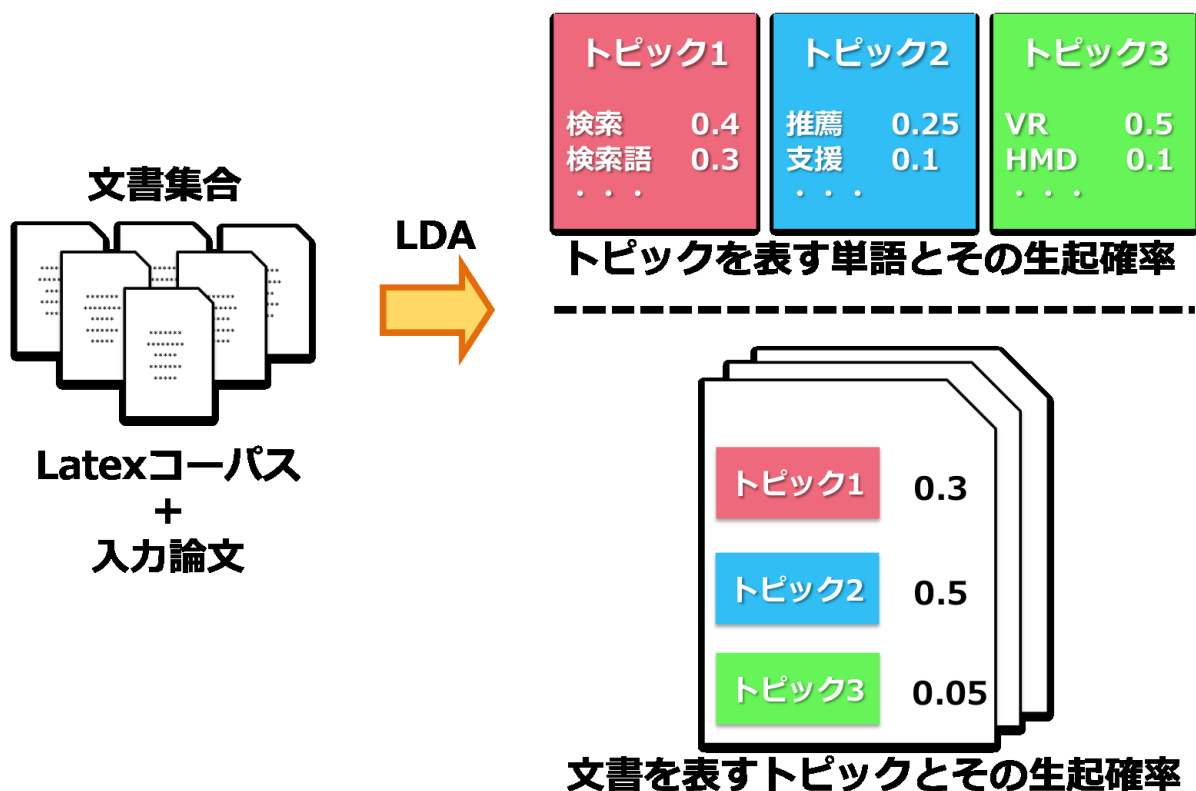 文書集合
Latexコーパス
+
入力論文
LDA
トピック1
検索 0.4
検索語 0.3
・・・
トピック2
推薦 0.25
支援 0.1
・・・
トピック3
VR 0.5
HMD 0.1
・・・
トピックを表す単語とその生起確率
トピック1 0.3
トピック2 0.5
トピック3 0.05
文書を表すトピックとその生起確率